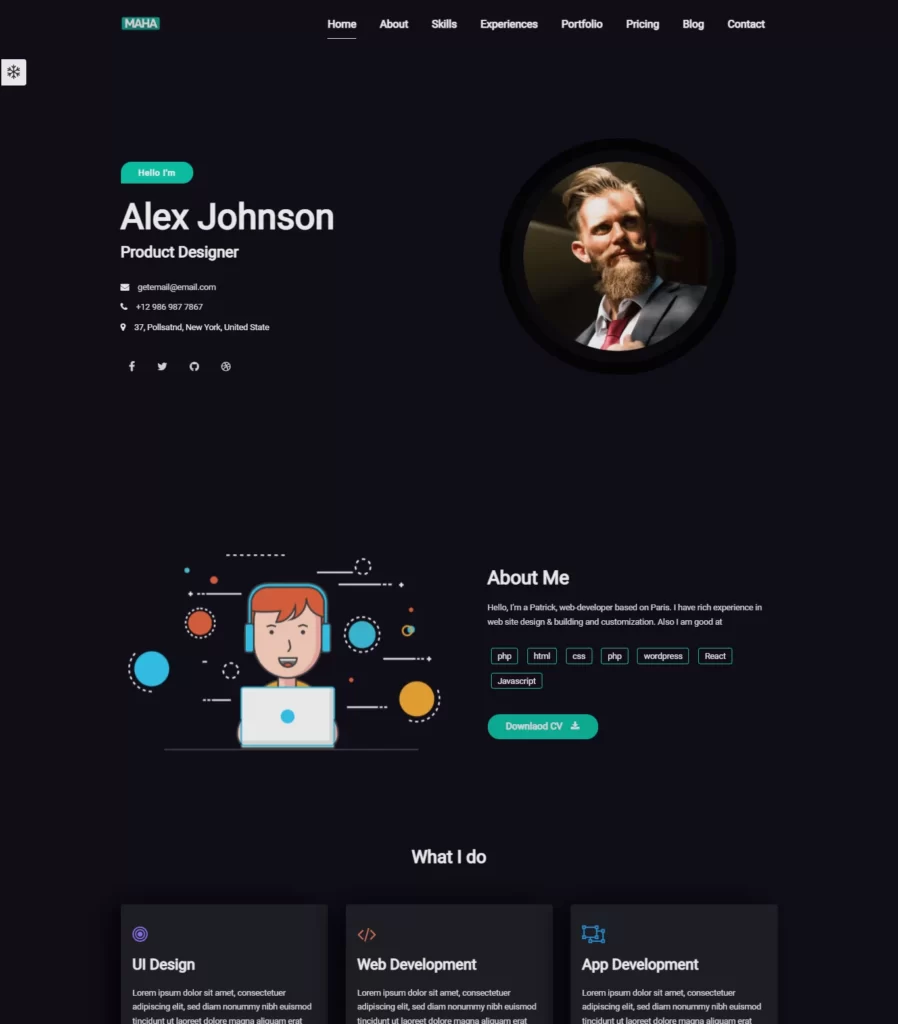 MAHA
Home About Skills Experiences Portfolio Pricing Blog Contact
Hello I'm
Alex Johnson
Product Designer
getemail@email.com
+12 986 987 7867
37, Pollsatnd, New York, United State
About Me
Hello, I'm a Patrick, web-developer based on Paris. I have rich experience in
web site design & building and customization. Also I am good at
php html css php wordpress React
Javascript
Downlaod CV
What I do
UI Design
Lorem ipsum dolor sit amet, consectetuer
adipiscing elit, sed diam nonummy nibh euismod
tincidunt ut laoreet dolore magna aliquam erat
Web Development
Lorem ipsum dolor sit amet, consectetuer
adipiscing elit, sed diam nonummy nibh euismod
tincidunt ut laoreet dolore magna aliquam erat
App Development
Lorem ipsum dolor sit amet, consectetuer
adipiscing elit, sed diam nonummy nibh euismod
tincidunt ut laoreet dolore magna aliquam erat